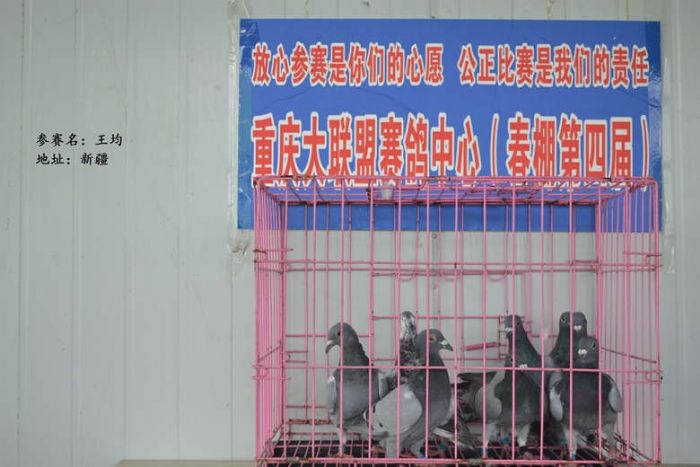 放心参赛是你们的心愿 公正比赛是我们的责任
重庆大联盟赛鸽中心（春棚第四届）
参赛名：王均
地址：新疆